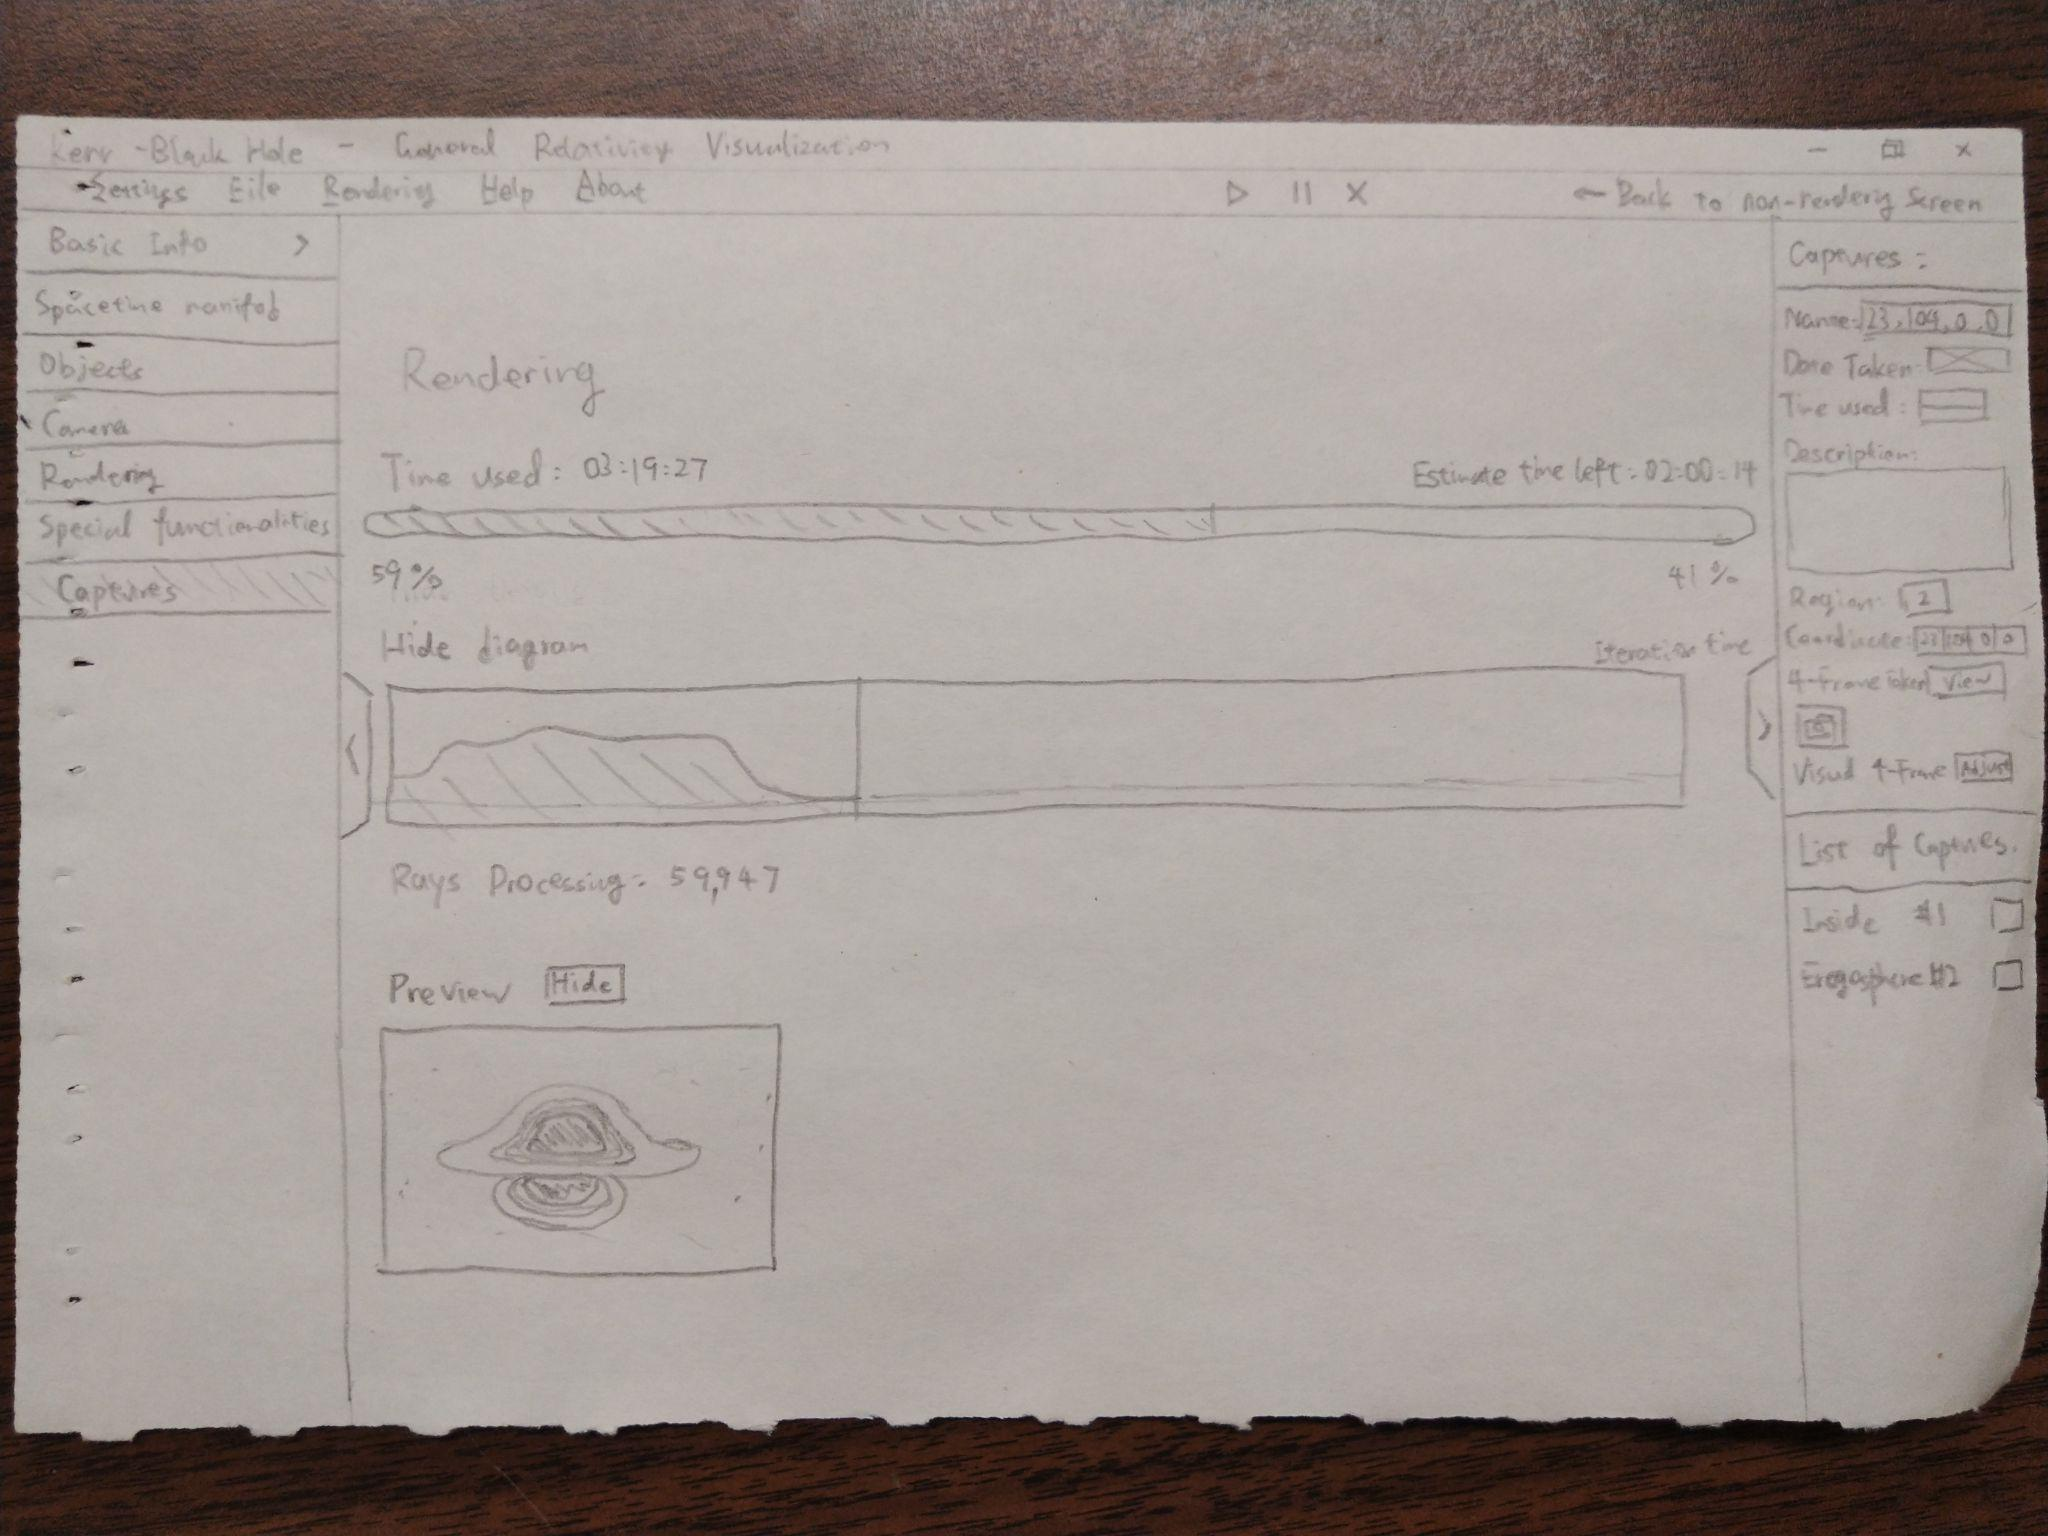 Kerr - Black Hole - General Relativity Visualization
Settings File Rendering Help About
← Back to non-rendering Screen
Basic Info >
Spacetime manifold
Objects
Camera
Rendering
Special functionalities
Captures
Rendering
Time used: 03:19:27
Estimate time left: 02:00:14
59%
41%
Hide diagram
Iteration time
Rays Processing: 59,947
Preview Hide
Captures:
Name: 23,104,0,0
Date Taken:
Time used:
Description:
Region: 2
Coordinate: 23 104 0 0
4-Frame taken View
Visual 4-Frame Adjust
List of Captures.
Inside #1
Eregosphere #2